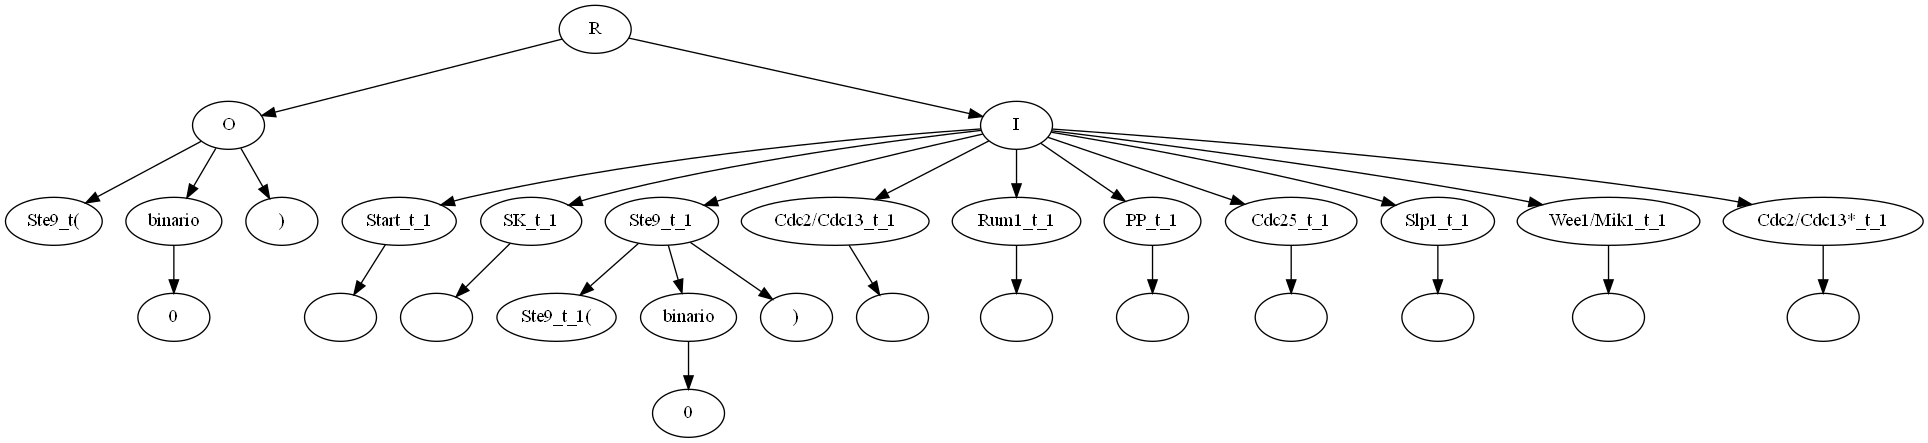 R
O
I
Ste9_t(
binario
)
Start_t_1
SK_t_1
Ste9_t_1
Cdc2/Cdc13_t_1
Rum1_t_1
PP_t_1
Cdc25_t_1
Slp1_t_1
Wee1/Mik1_t_1
Cdc2/Cdc13*_t_1
0
Ste9_t_1(
binario
)
0